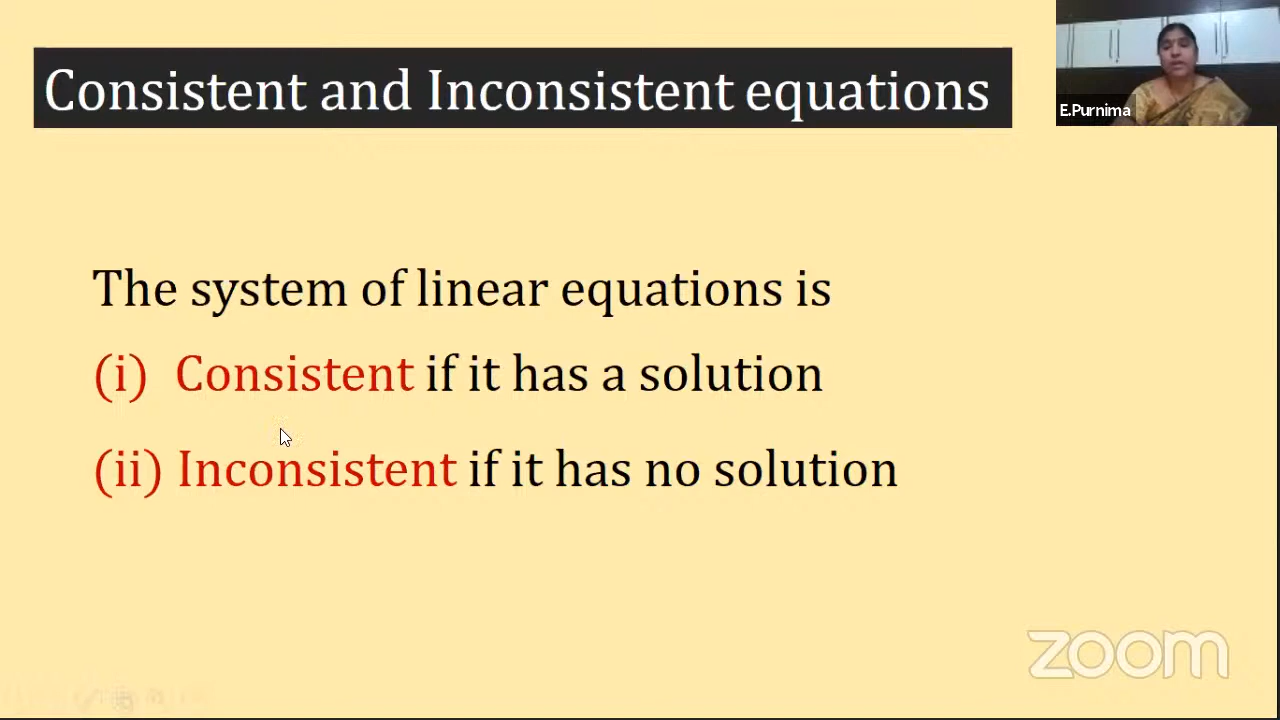 Consistent and Inconsistent equations
E.Purnima
The system of linear equations is
(i) Consistent if it has a solution
(ii) Inconsistent if it has no solution
zoom